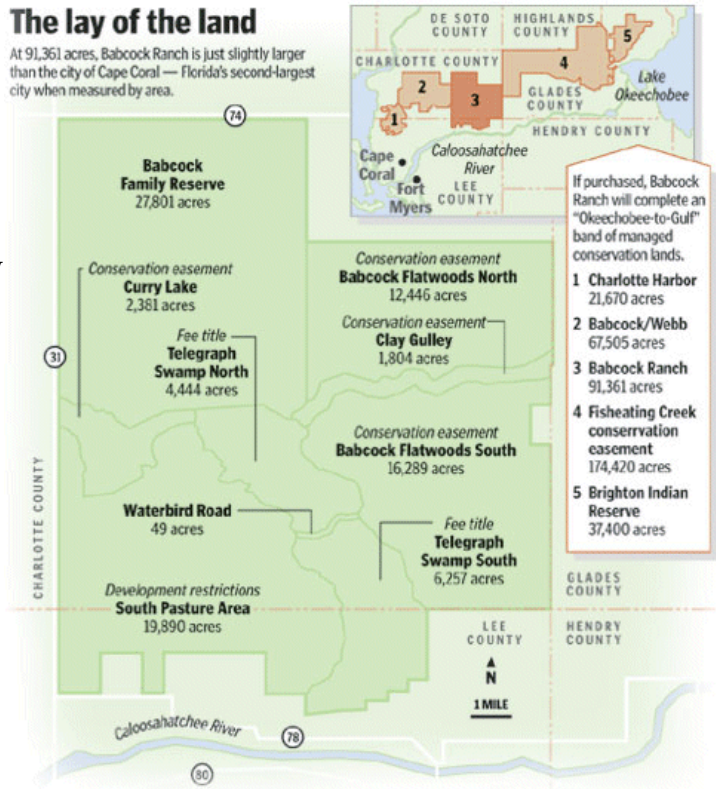 The lay of the land
At 91,361 acres, Babcock Ranch is just slightly larger
than the city of Cape Coral — Florida's second-largest
city when measured by area.
DE SOTO
COUNTY
HIGHLANDS
COUNTY
CHARLOTTE COUNTY
5
4
2
3
1
GLADES
COUNTY
Lake
Okeechobee
HENDRY COUNTY
Cape
Coral
Caloosahatchee
River
Fort
Myers
LEE
COUNTY
74
Babcock
Family Reserve
27,801 acres
Conservation easement
Curry Lake
2,381 acres
Fee title
Telegraph
Swamp North
4,444 acres
31
Conservation easement
Babcock Flatwoods North
12,446 acres
Conservation easement
Clay Gulley
1,804 acres
Conservation easement
Babcock Flatwoods South
16,289 acres
Waterbird Road
49 acres
Fee title
Telegraph
Swamp South
6,257 acres
Development restrictions
South Pasture Area
19,890 acres
CHARLOTTE COUNTY
If purchased, Babcock
Ranch will complete an
"Okeechobee-to-Gulf"
band of managed
conservation lands.
1 Charlotte Harbor
21,670 acres
2 Babcock/Webb
67,505 acres
3 Babcock Ranch
91,361 acres
4 Fisheating Creek
conserrvation
easement
174,420 acres
5 Brighton Indian
Reserve
37,400 acres
GLADES
COUNTY
LEE
COUNTY
HENDRY
COUNTY
N
1 MILE
Caloosahatchee River
78
80